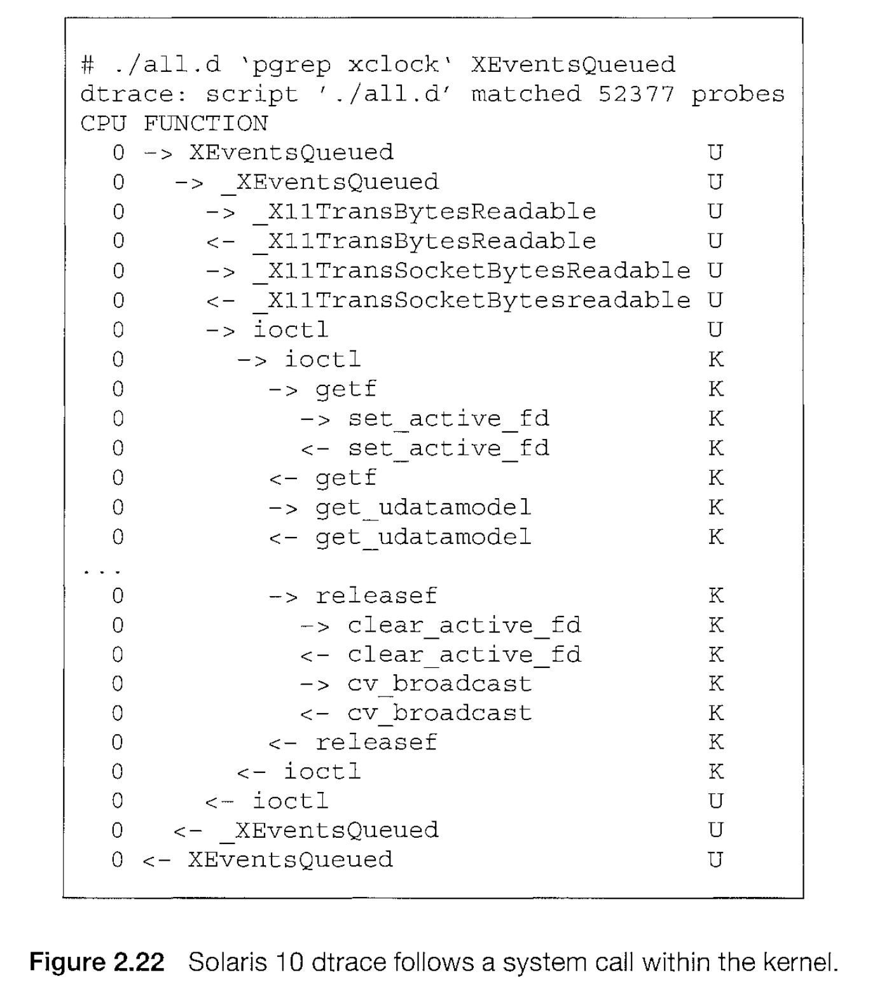 # ./all.d `pgrep xclock` XEventsQueued
dtrace: script './all.d' matched 52377 probes
CPU FUNCTION
  0 -> XEventsQueued                       U
  0   -> _XEventsQueued                    U
  0     -> _X11TransBytesReadable          U
  0     <- _X11TransBytesReadable          U
  0     -> _X11TransSocketBytesReadable    U
  0     <- _X11TransSocketBytesreadable    U
  0     -> ioctl                           U
  0       -> ioctl                         K
  0         -> getf                        K
  0           -> set_active_fd             K
  0           <- set_active_fd             K
  0         <- getf                        K
  0         -> get_udatamodel              K
  0         <- get_udatamodel              K
...
  0         -> releasef                    K
  0           -> clear_active_fd           K
  0           <- clear_active_fd           K
  0           -> cv_broadcast              K
  0           <- cv_broadcast              K
  0         <- releasef                    K
  0       <- ioctl                         K
  0     <- ioctl                           U
  0   <- _XEventsQueued                    U
  0 <- XEventsQueued                       U
Figure 2.22 Solaris 10 dtrace follows a system call within the kernel.